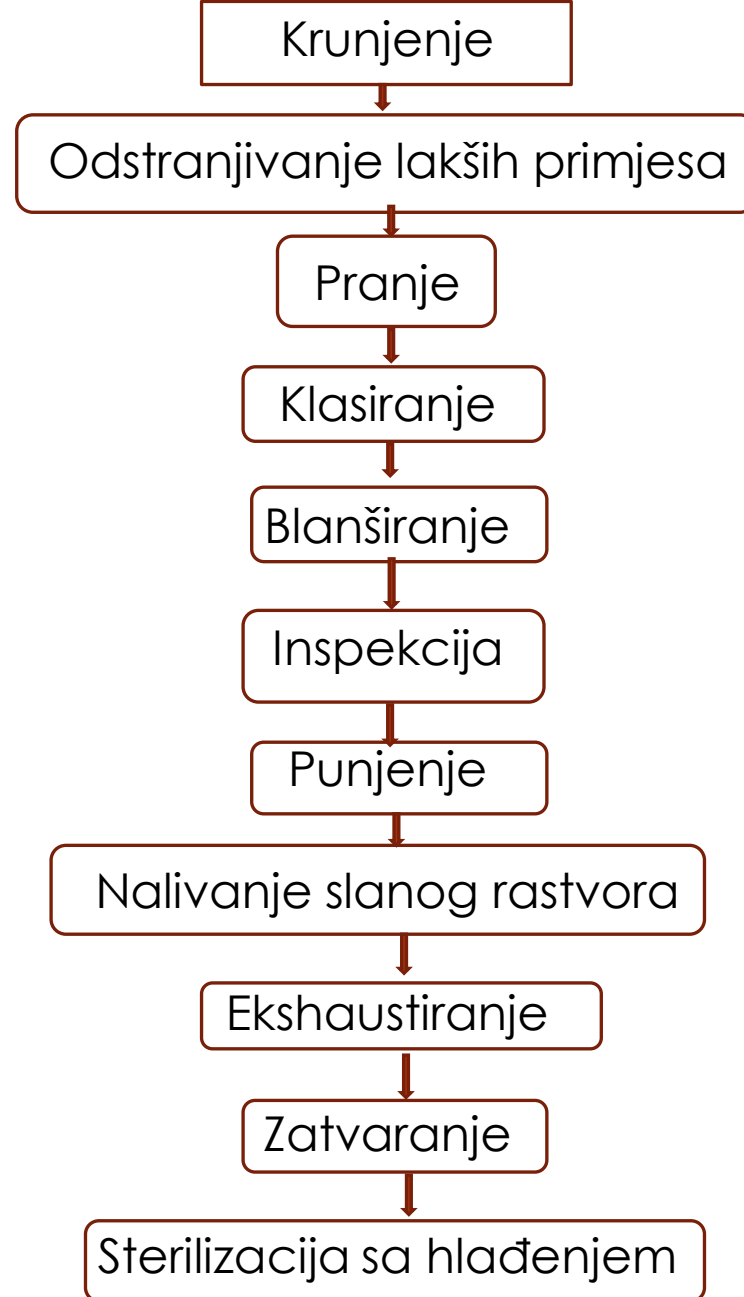 Krunjenje
Odstranjivanje lakših primjesa
Pranje
Klasiranje
Blanširanje
Inspekcija
Punjenje
Nalivanje slanog rastvora
Ekshaustiranje
Zatvaranje
Sterilizacija sa hlađenjem